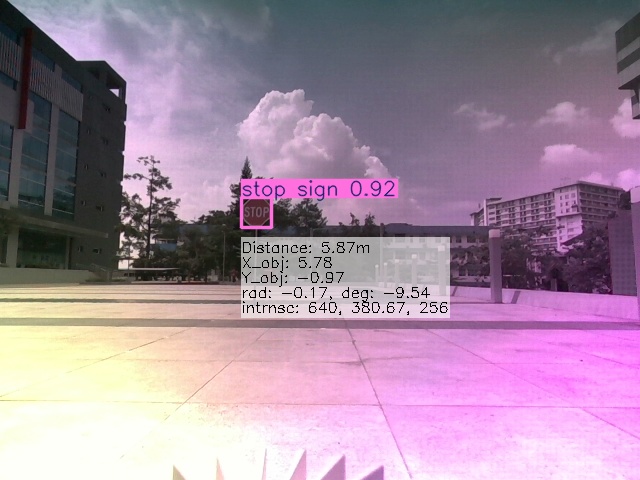 stop sign 0.92
STOP
Distance: 5.87m
X_obj: 5.78
Y_obj: -0.97
rad: -0.17, deg: -9.54
intrnsc: 640, 380.67, 256